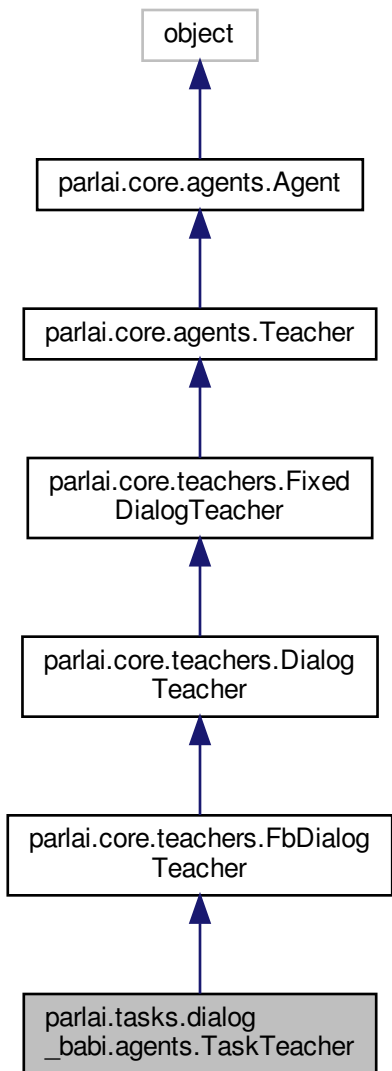 object
parlai.core.agents.Agent
parlai.core.agents.Teacher
parlai.core.teachers.Fixed
DialogTeacher
parlai.core.teachers.Dialog
Teacher
parlai.core.teachers.FbDialog
Teacher
parlai.tasks.dialog
_babi.agents.TaskTeacher